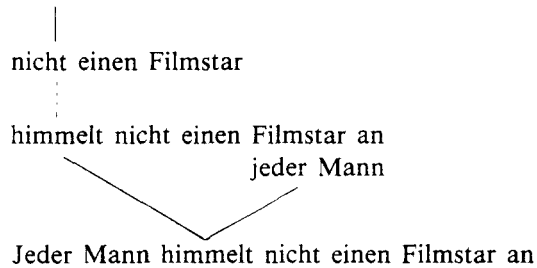 nicht einen Filmstar
himmelt nicht einen Filmstar an
jeder Mann
Jeder Mann himmelt nicht einen Filmstar an